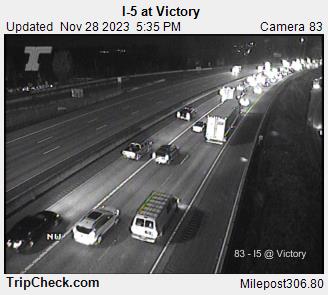 I-5 at Victory
Updated Nov 28 2023 5:35 PM Camera 83
T
NW
83 - I5 @ Victory
TripCheck.com Milepost306.80